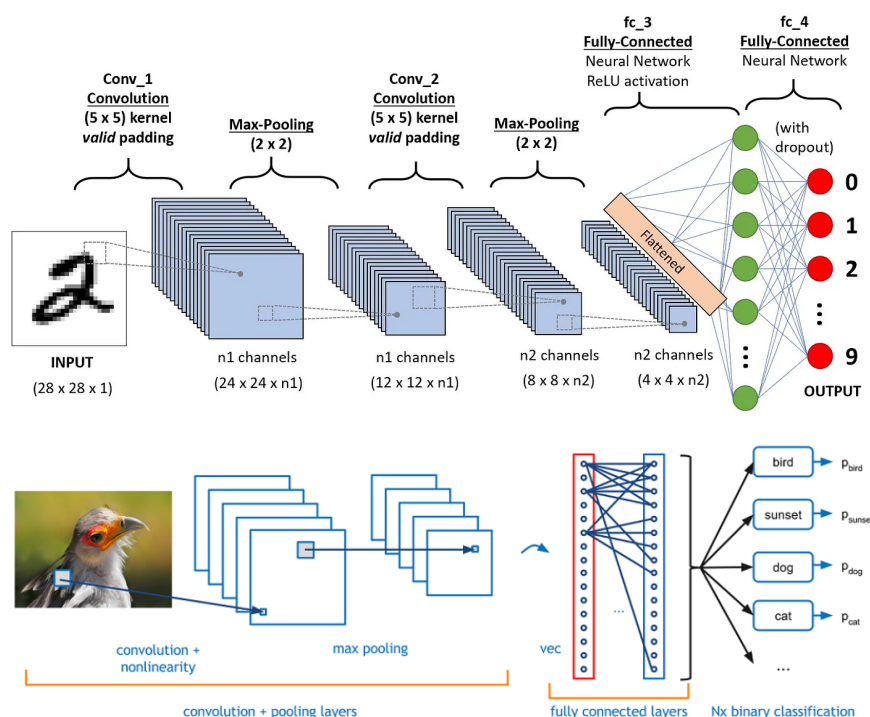 Conv_1
Convolution
(5 x 5) kernel
valid padding
Max-Pooling
(2 x 2)
Conv_2
Convolution
(5 x 5) kernel
valid padding
Max-Pooling
(2 x 2)
fc_3
Fully-Connected
Neural Network
ReLU activation
fc_4
Fully-Connected
Neural Network
(with
dropout)
Flattened
0
1
2
9
OUTPUT
INPUT
(28 x 28 x 1)
n1 channels
(24 x 24 x n1)
n1 channels
(12 x 12 x n1)
n2 channels
(8 x 8 x n2)
n2 channels
(4 x 4 x n2)
2
bird
p bird
sunset
p sunset
dog
p dog
cat
p cat
...
...
convolution +
nonlinearity
max pooling
vec
convolution + pooling layers
fully connected layers
Nx binary classification